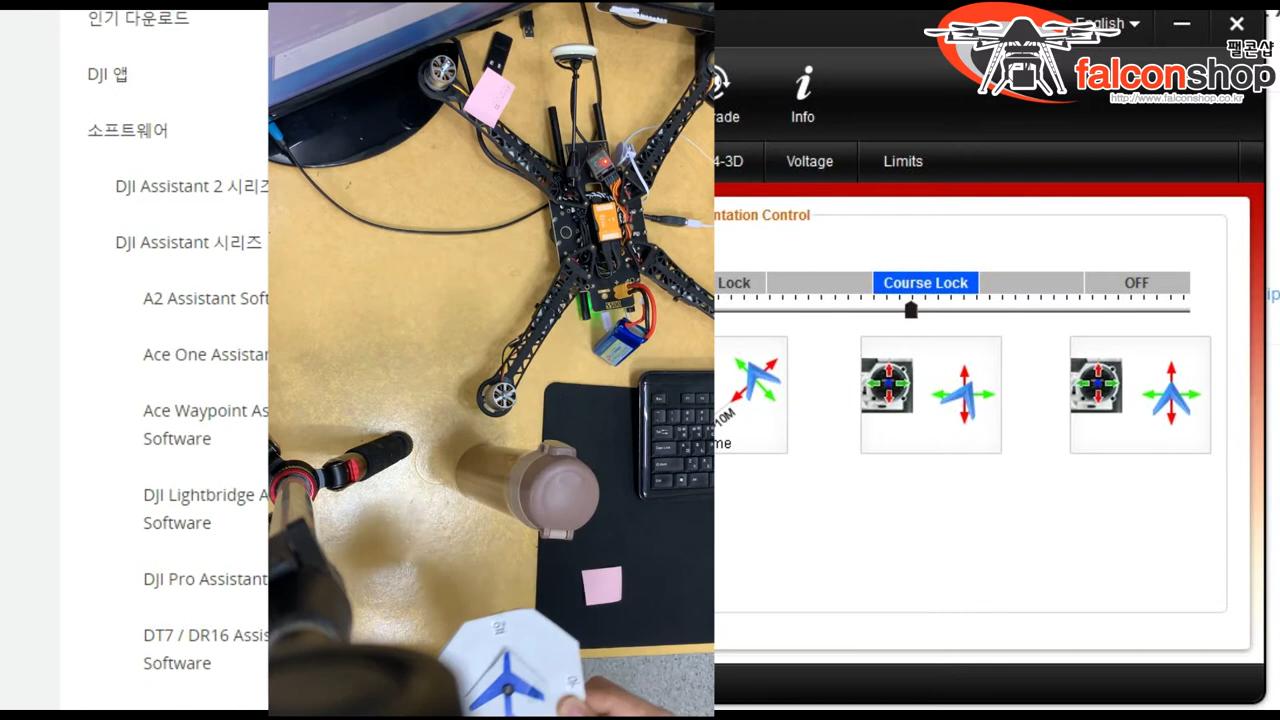 인기 다운로드
DJI 앱
소프트웨어
DJI Assistant 2 시리즈
DJI Assistant 시리즈
A2 Assistant Soft
Ace One Assistan
Ace Waypoint As
Software
DJI Lightbridge A
Software
DJI Pro Assistant
DT7 / DR16 Assis
Software
English
팰콘샵
falconshop
http://www.falconshop.co.kr
rade
Info
4-3D
Voltage
Limits
ntation Control
Lock
Course Lock
OFF
10M
me
ip